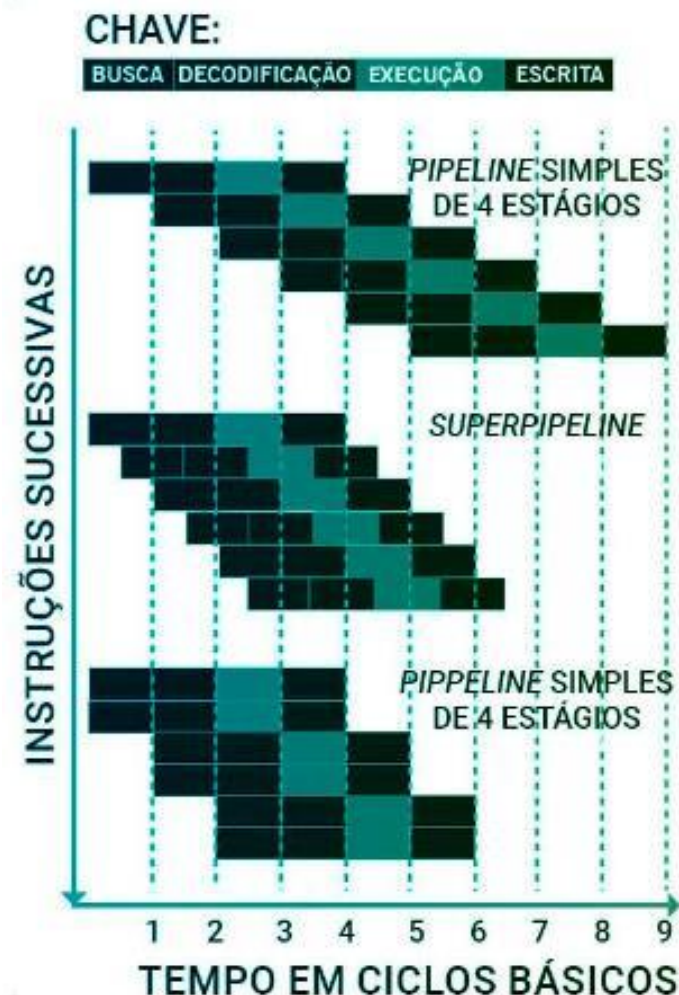 CHAVE:
BUSCA DECODIFICAÇÃO EXECUÇÃO ESCRITA
PIPELINE SIMPLES
DE 4 ESTÁGIOS
SUPERPIPELINE
PIPPELINE SIMPLES
DE 4 ESTÁGIOS
INSTRUÇÕES SUCESSIVAS
1 2 3 4 5 6 7 8 9
TEMPO EM CICLOS BÁSICOS